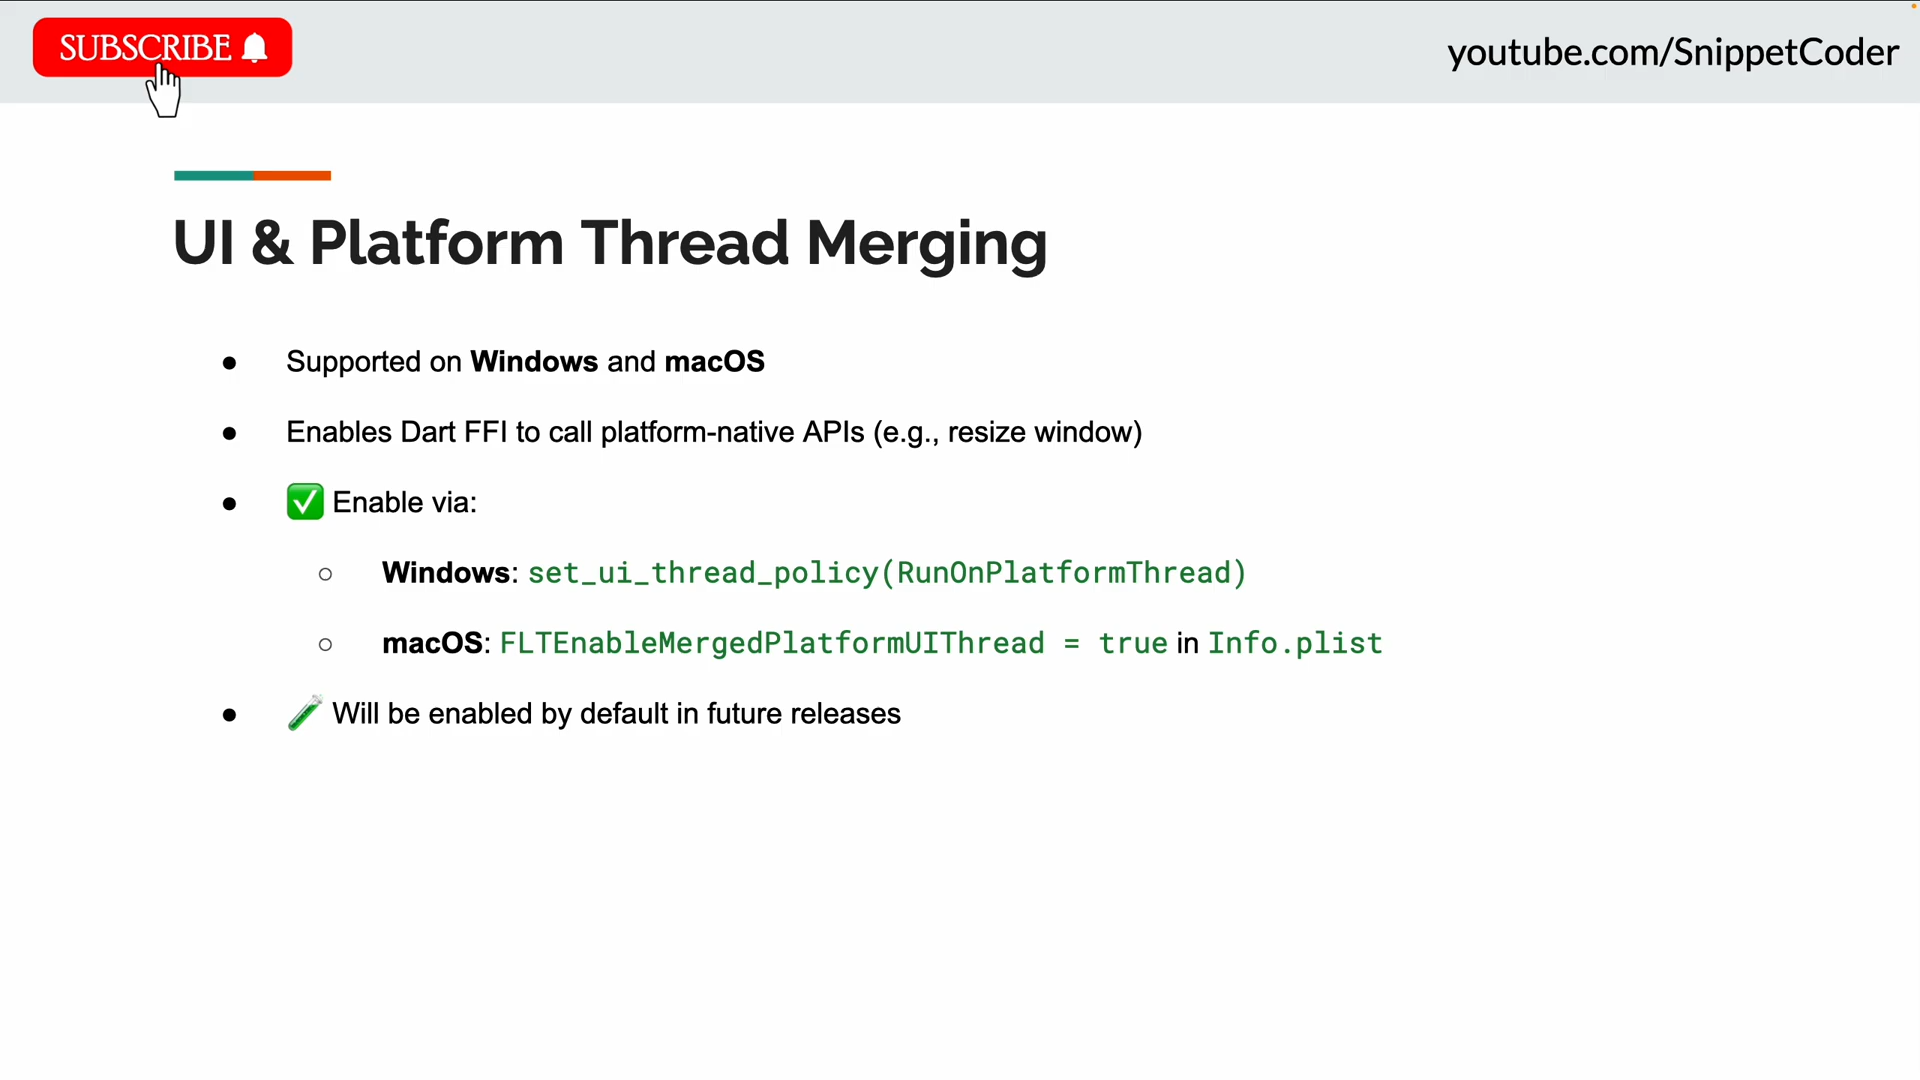 SUBSCRIBE
youtube.com/SnippetCoder
UI & Platform Thread Merging
● Supported on Windows and macOS
● Enables Dart FFI to call platform-native APIs (e.g., resize window)
● ✅ Enable via:
○ Windows: set_ui_thread_policy(RunOnPlatformThread)
○ macOS: FLTEnableMergedPlatformUIThread = true in Info.plist
● 🧪 Will be enabled by default in future releases